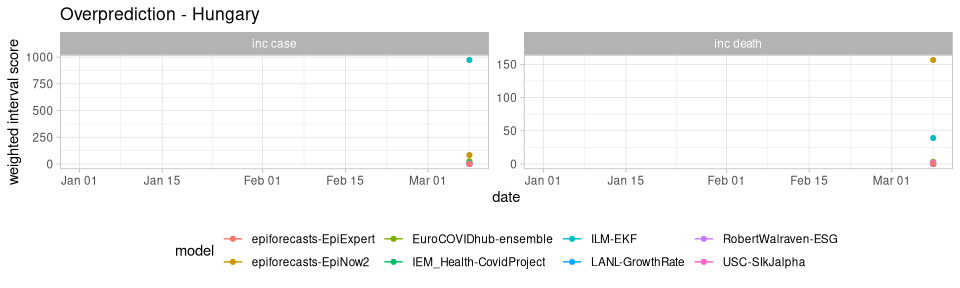 Overprediction - Hungary
inc case
inc death
weighted interval score
1000
750
500
250
0
150
100
50
0
Jan 01
Jan 15
Feb 01
Feb 15
Mar 01
Jan 01
Jan 15
Feb 01
Feb 15
Mar 01
date
model
epiforecasts-EpiExpert
EuroCOVIDhub-ensemble
ILM-EKF
RobertWalraven-ESG
epiforecasts-EpiNow2
IEM_Health-CovidProject
LANL-GrowthRate
USC-SIkJalpha